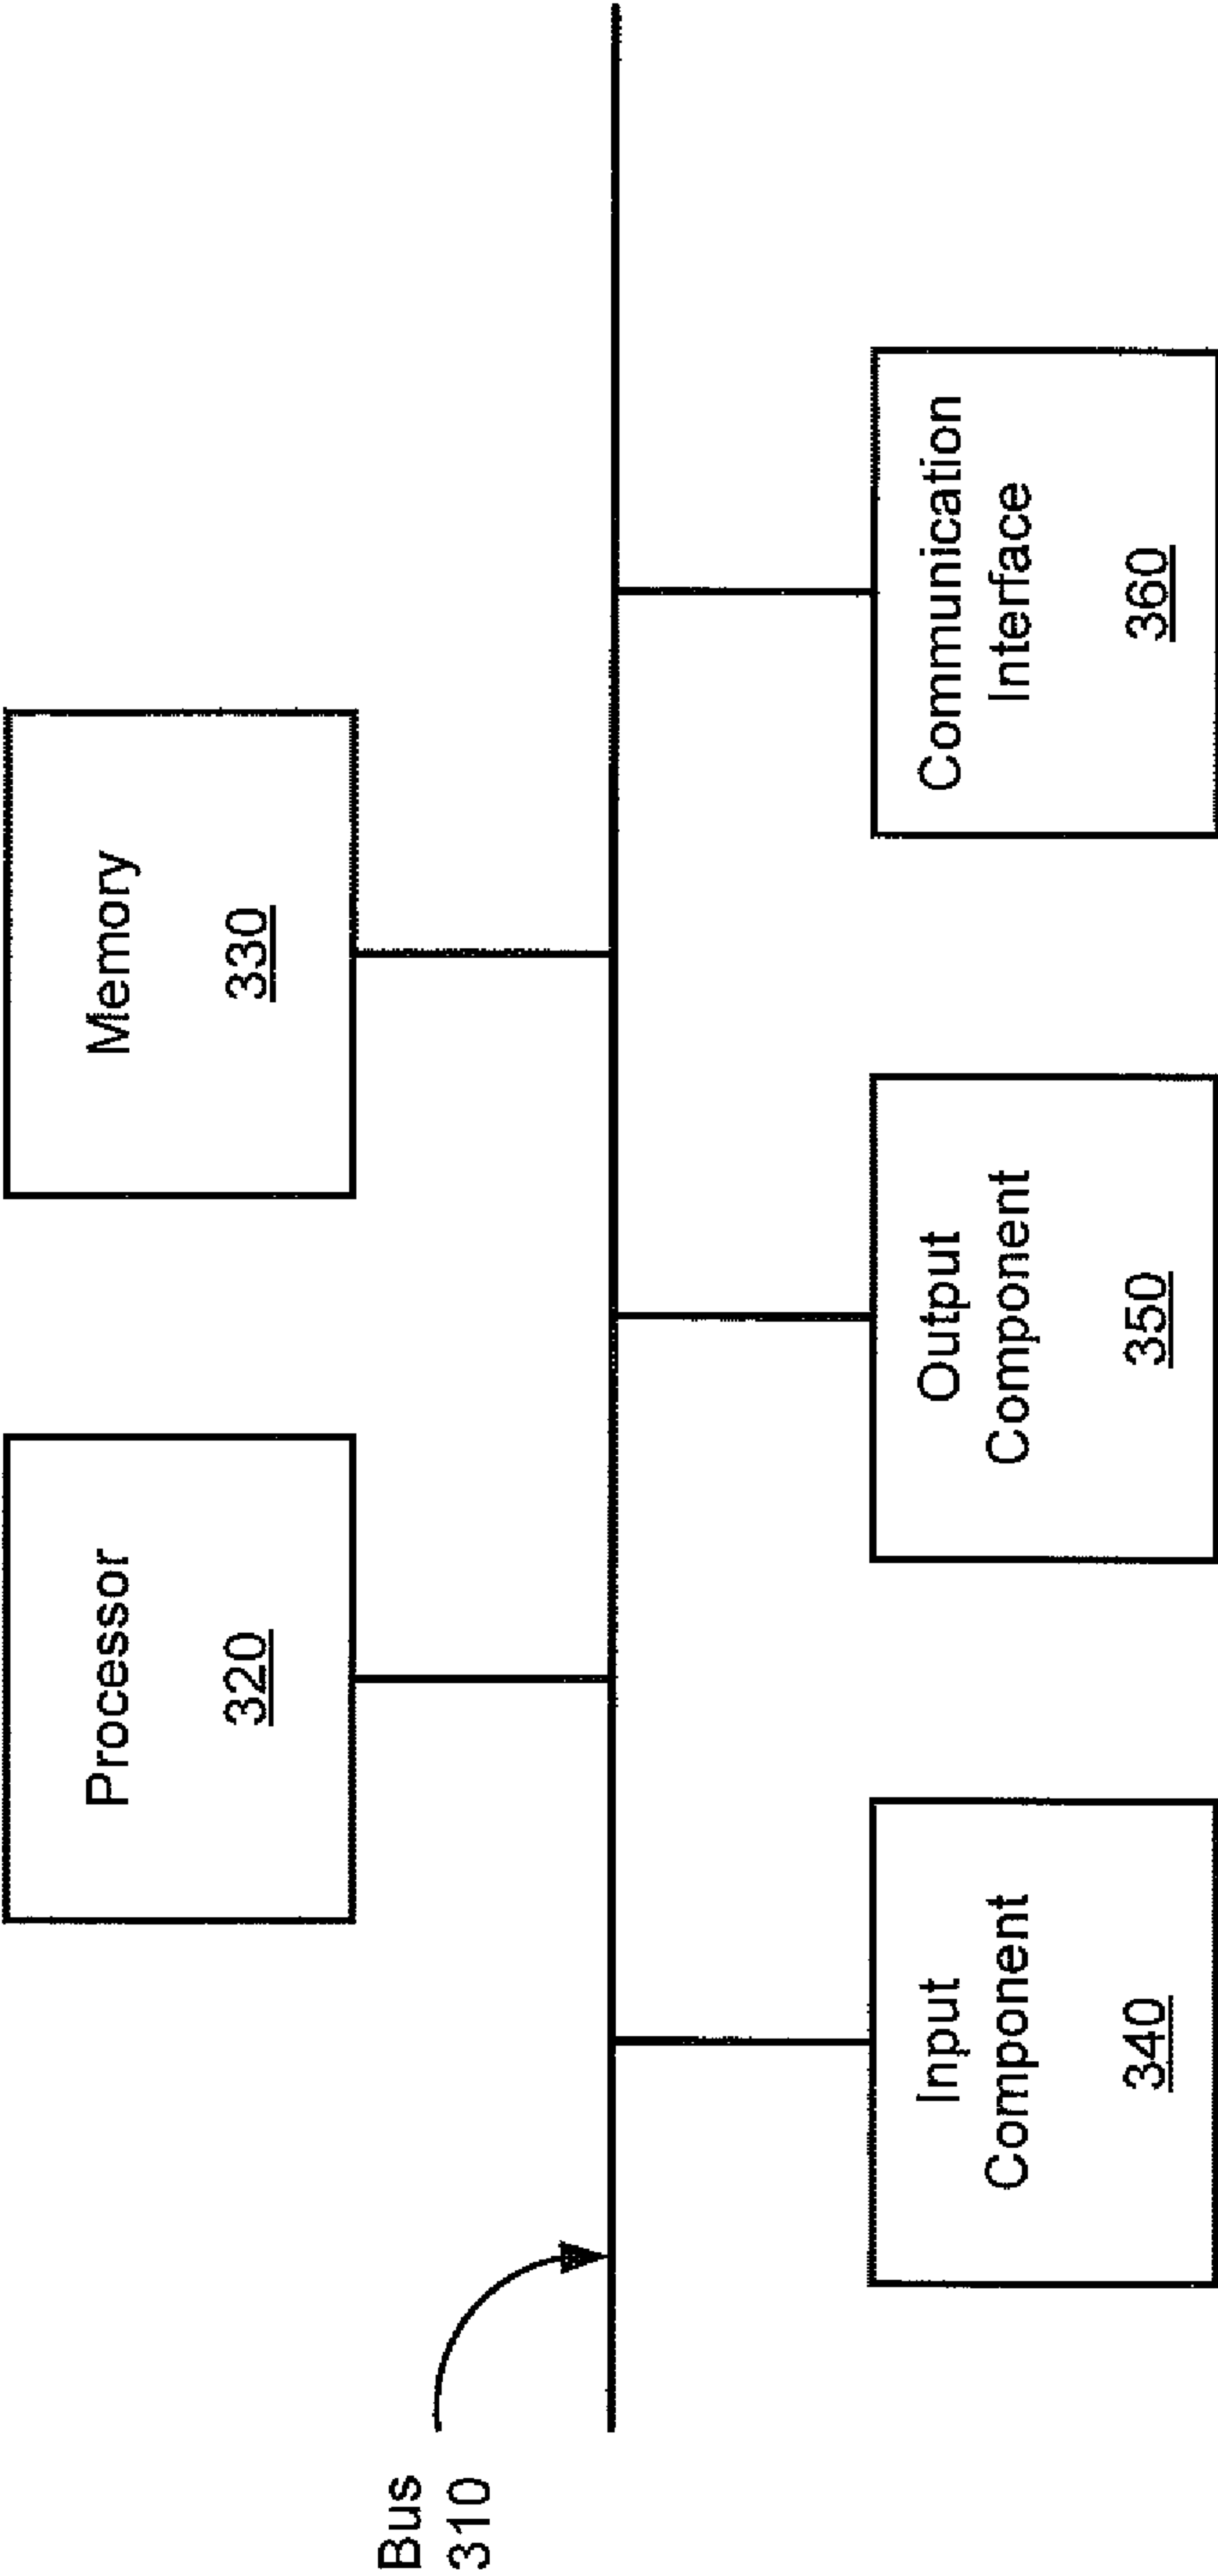 Processor
320
Memory
330
Bus
310
Input
Component
340
Output
Component
350
Communication
Interface
360